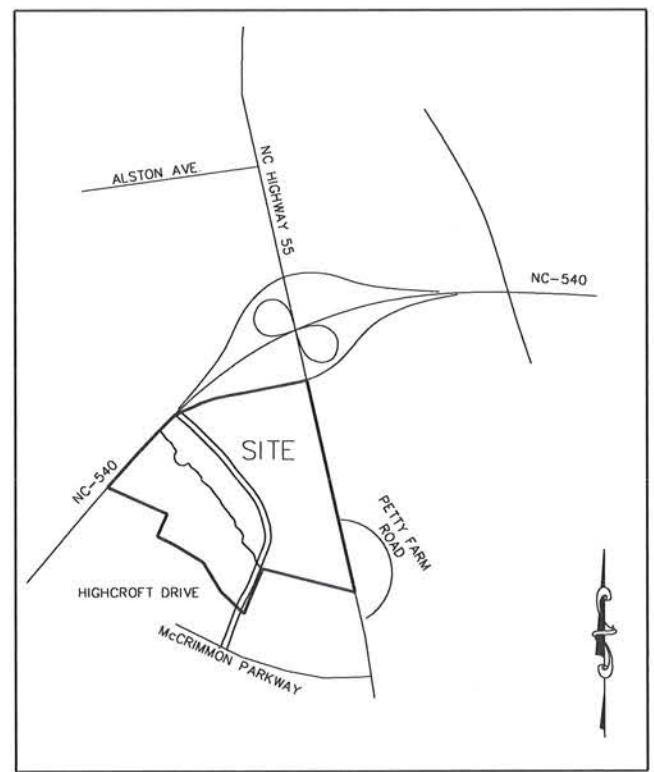 ALSTON AVE.
NC HIGHWAY 55
NC-540
SITE
NC-540
PETTY FARM
ROAD
HIGHCROFT DRIVE
McCRIMMON PARKWAY